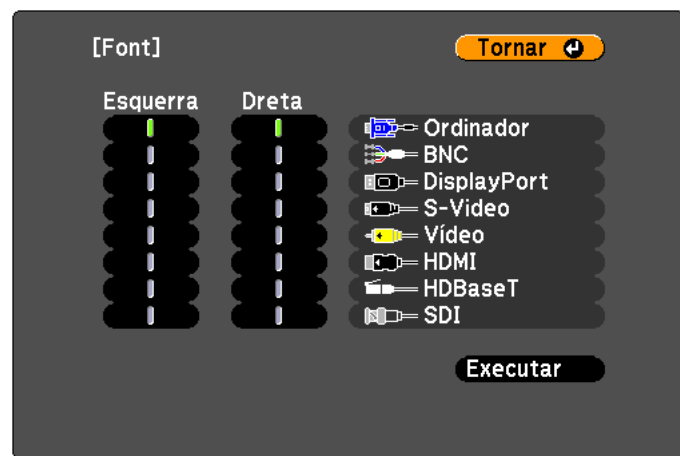 [Font]
Tornar
Esquerra Dreta
Ordinador
BNC
DisplayPort
S-Video
Vídeo
HDMI
HDBaseT
SDI
Executar